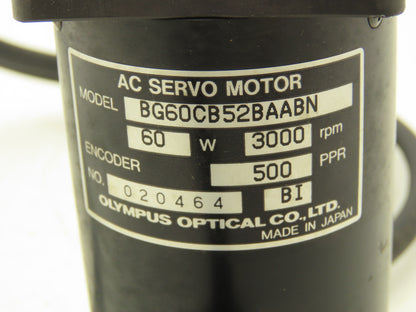 AC SERVO MOTOR
MODEL BG60CB52BAABN
60 W 3000 rpm
ENCODER 500 PPR
NO. 020464 BI
OLYMPUS OPTICAL CO., LTD.
MADE IN JAPAN